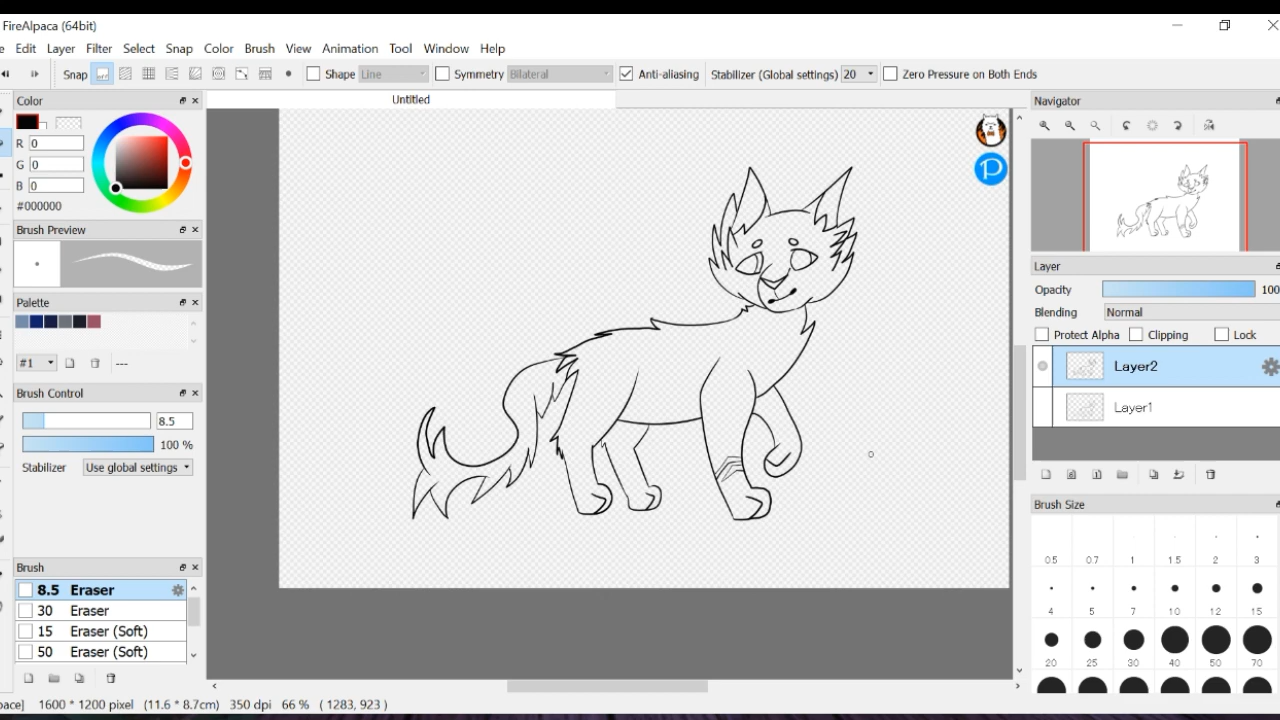 FireAlpaca (64bit)
e Edit Layer Filter Select Snap Color Brush View Animation Tool Window Help
Snap off Shape Line Symmetry Bilateral Anti-aliasing Stabilizer (Global settings) 20 Zero Pressure on Both Ends
Color
Untitled
Navigator
R 0
G 0
B 0
#000000
Brush Preview
Layer
Opacity 100
Palette
Blending Normal
Protect Alpha Clipping Lock
#1 ---
Layer2
Brush Control
Layer1
8.5
100 %
Stabilizer Use global settings
Brush Size
0.5 0.7 1 1.5 2 3
Brush
8.5 Eraser
4 5 7 10 12 15
30 Eraser
15 Eraser (Soft)
50 Eraser (Soft)
20 25 30 40 50 70
pace] 1600 * 1200 pixel (11.6 * 8.7cm) 350 dpi 66 % ( 1283, 923 )